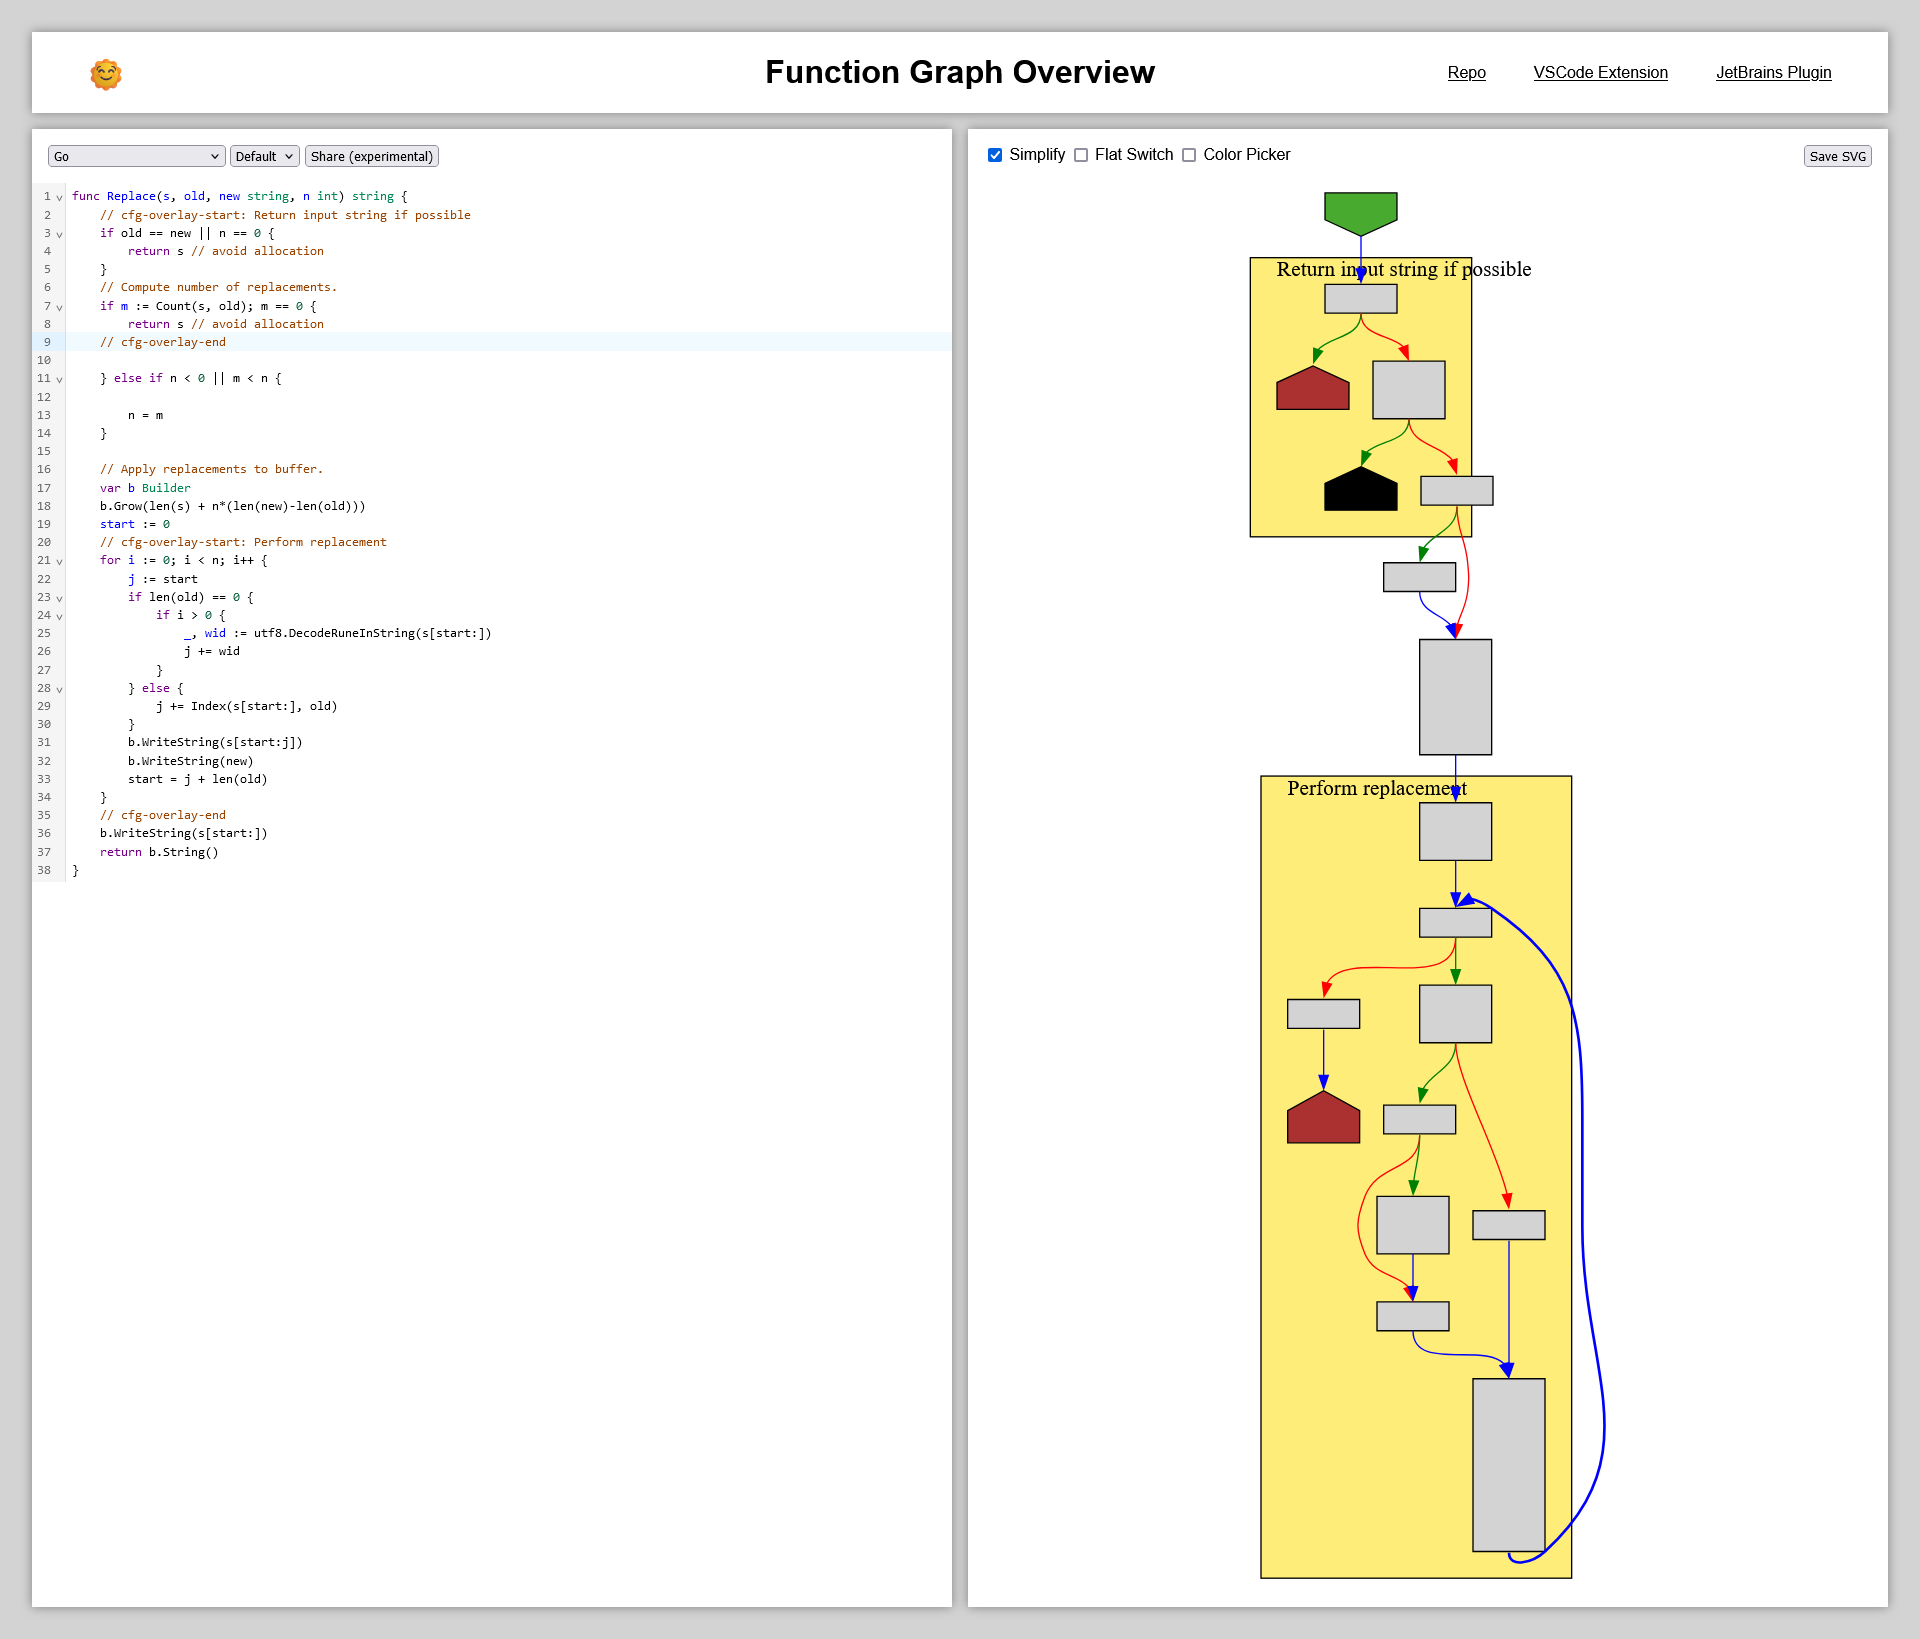 Function Graph Overview
Repo VSCode Extension JetBrains Plugin
Go Default Share (experimental)
1 func Replace(s, old, new string, n int) string {
2     // cfg-overlay-start: Return input string if possible
3     if old == new || n == 0 {
4         return s // avoid allocation
5     }
6     // Compute number of replacements.
7     if m := Count(s, old); m == 0 {
8         return s // avoid allocation
9     // cfg-overlay-end
10
11     } else if n < 0 || m < n {
12
13         n = m
14     }
15
16     // Apply replacements to buffer.
17     var b Builder
18     b.Grow(len(s) + n*(len(new)-len(old)))
19     start := 0
20     // cfg-overlay-start: Perform replacement
21     for i := 0; i < n; i++ {
22         j := start
23         if len(old) == 0 {
24             if i > 0 {
25                 _, wid := utf8.DecodeRuneInString(s[start:])
26                 j += wid
27             }
28         } else {
29             j += Index(s[start:], old)
30         }
31         b.WriteString(s[start:j])
32         b.WriteString(new)
33         start = j + len(old)
34     }
35     // cfg-overlay-end
36     b.WriteString(s[start:])
37     return b.String()
38 }
Simplify Flat Switch Color Picker Save SVG
Return input string if possible
Perform replacement